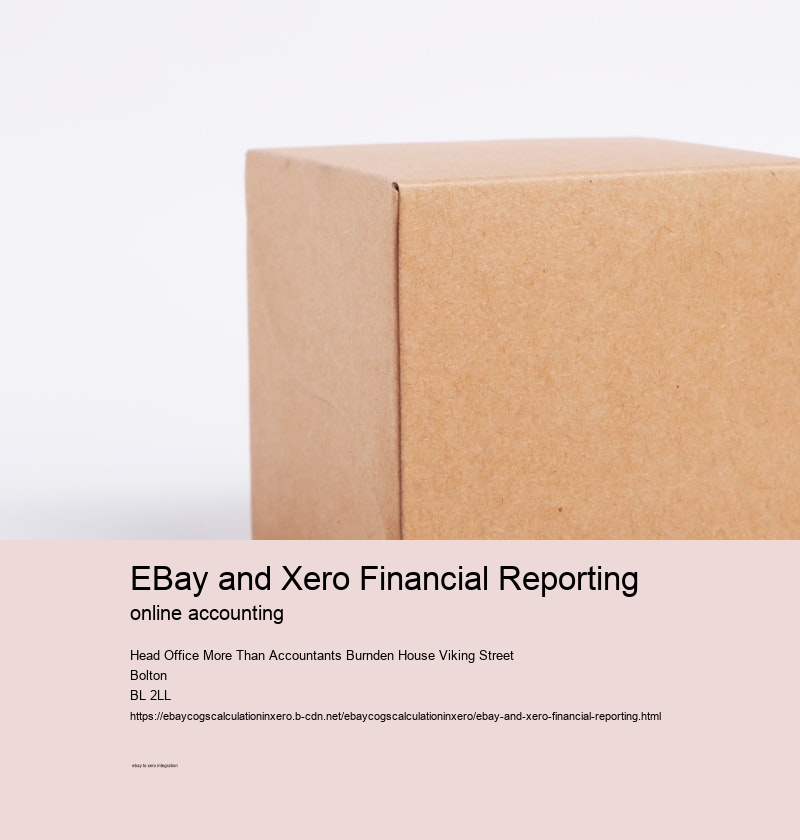 EBay and Xero Financial Reporting
online accounting
Head Office More Than Accountants Burnden House Viking Street
Bolton
BL 2LL
https://ebaycogscalculationinxero.b-cdn.net/ebaycogscalculationinxero/ebay-and-xero-financial-reporting.html
ebay to xero integration